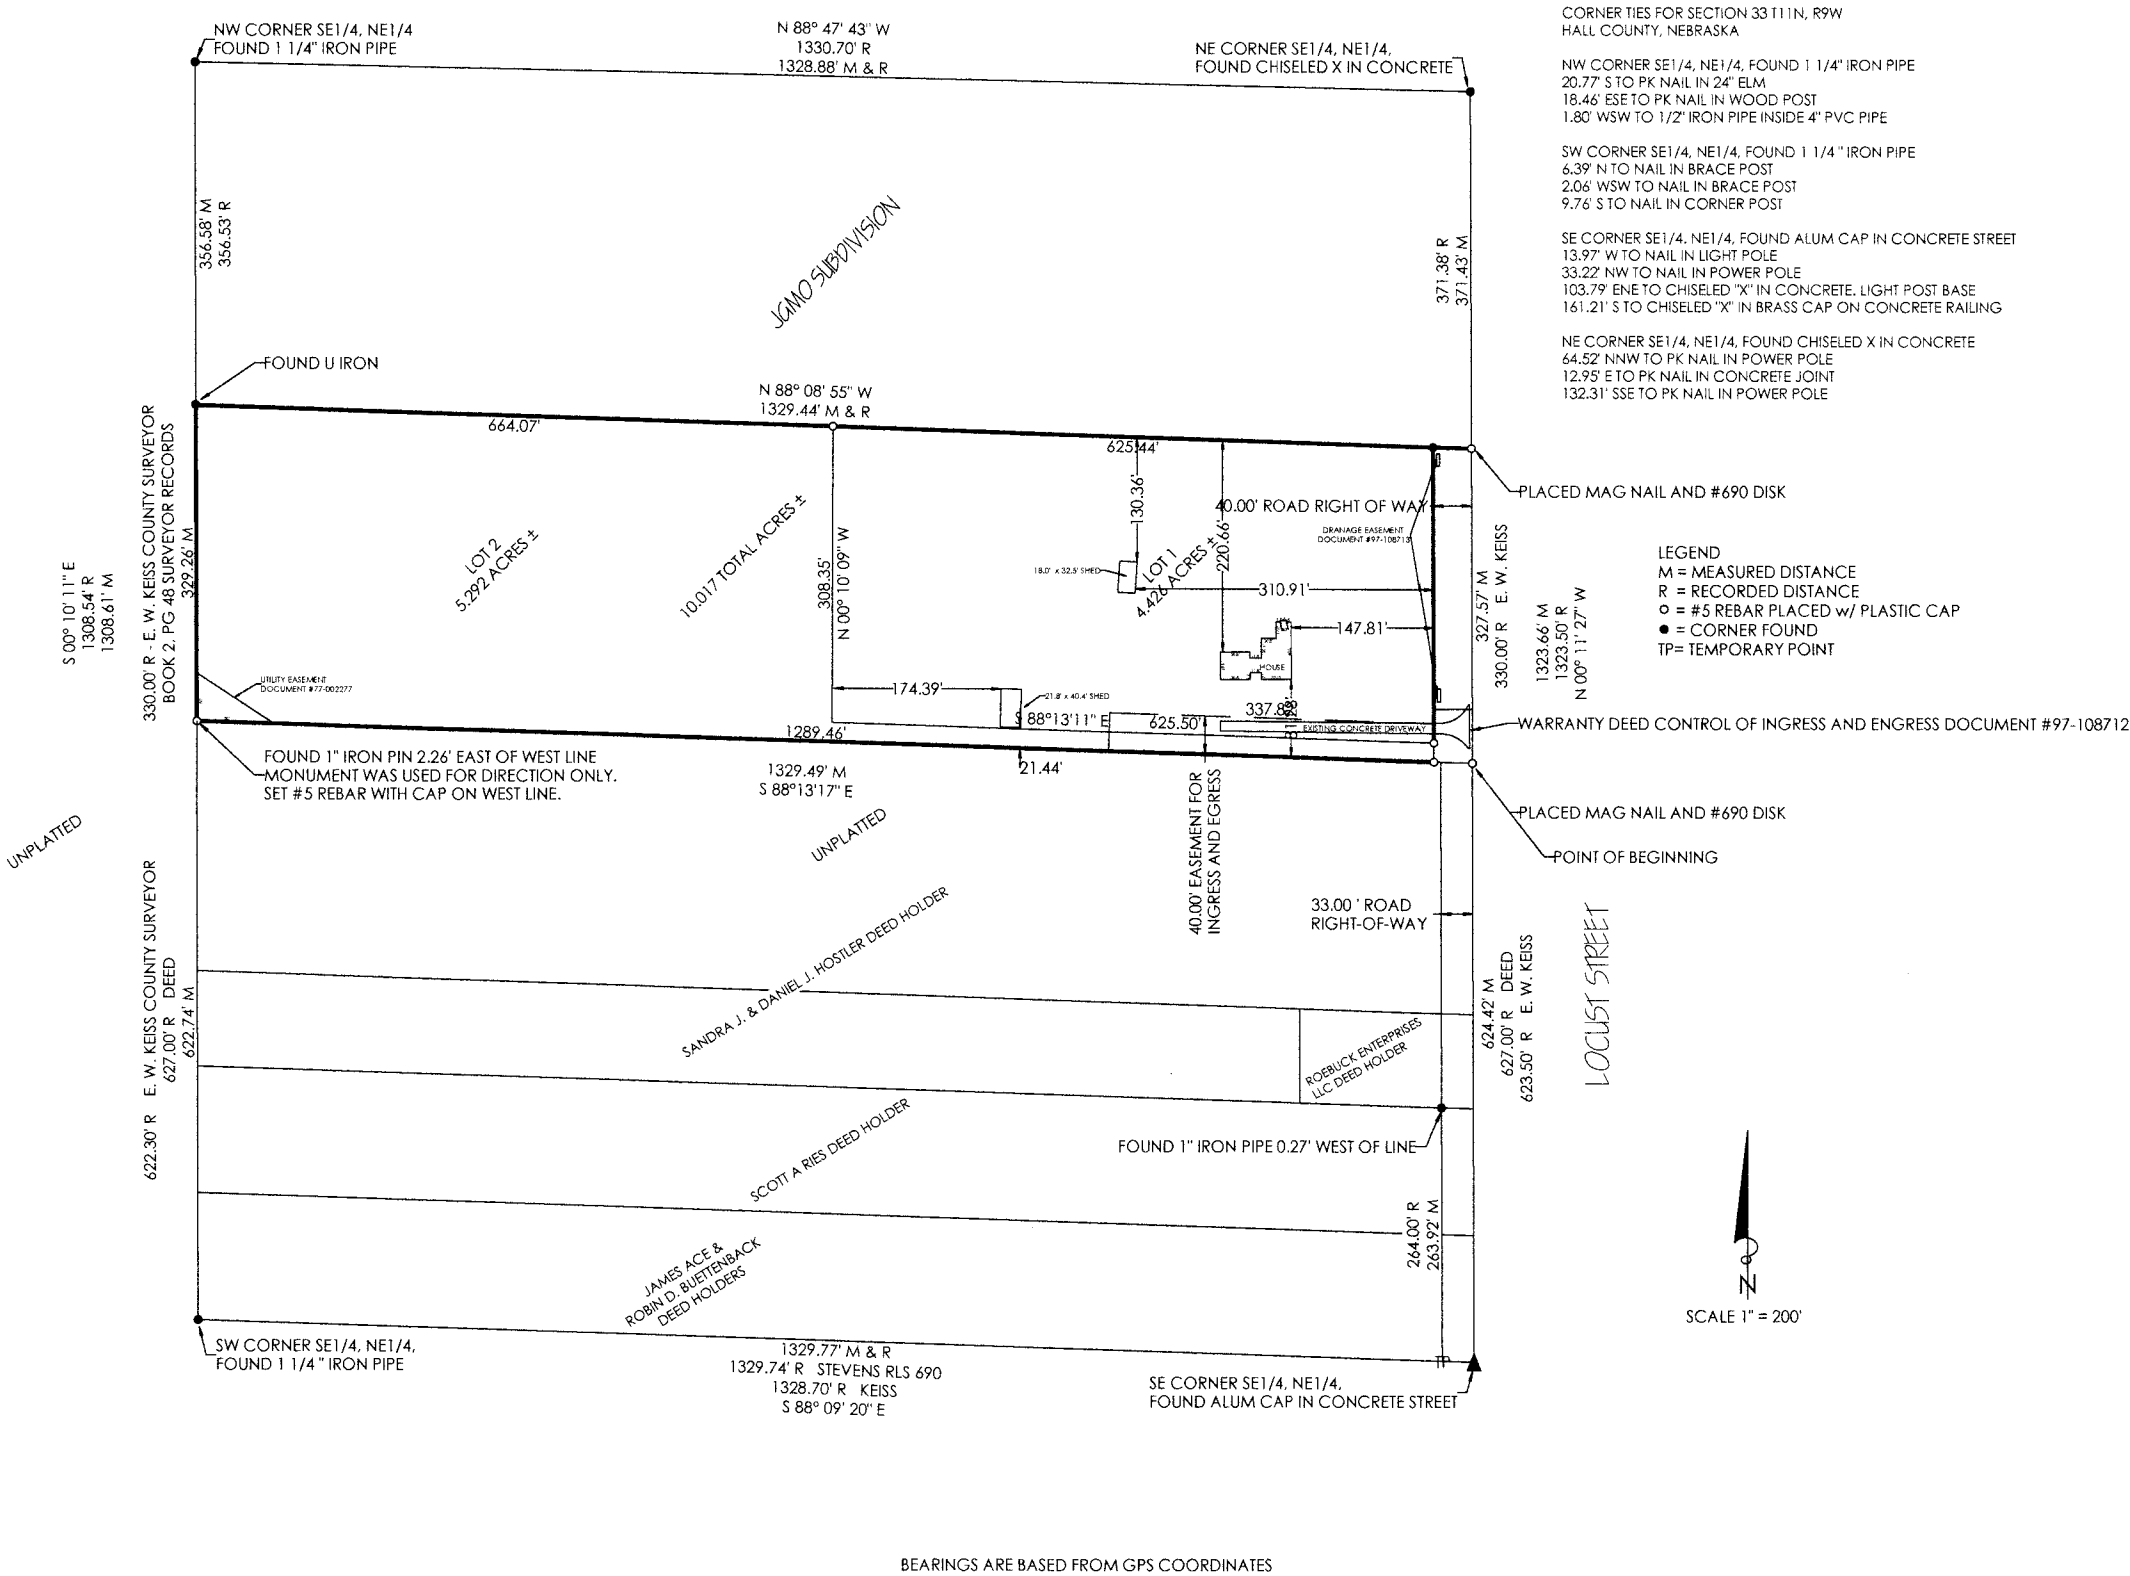 NW CORNER SE1/4, NE1/4
FOUND 1 1/4" IRON PIPE
N 88° 47' 43" W
1330.70' R
1328.88' M & R
NE CORNER SE1/4, NE1/4,
FOUND CHISELED X IN CONCRETE
CORNER TIES FOR SECTION 33 T11N, R9W
HALL COUNTY, NEBRASKA
NW CORNER SE1/4, NE1/4, FOUND 1 1/4" IRON PIPE
20.77' S TO PK NAIL IN 24" ELM
18.46' ESE TO PK NAIL IN WOOD POST
1.80' WSW TO 1/2" IRON PIPE INSIDE 4" PVC PIPE
SW CORNER SE1/4, NE1/4, FOUND 1 1/4 " IRON PIPE
6.39' N TO NAIL IN BRACE POST
2.06' WSW TO NAIL IN BRACE POST
9.76' S TO NAIL IN CORNER POST
SE CORNER SE1/4. NE1/4, FOUND ALUM CAP IN CONCRETE STREET
13.97' W TO NAIL IN LIGHT POLE
33.22' NW TO NAIL IN POWER POLE
103.79' ENE TO CHISELED "X" IN CONCRETE. LIGHT POST BASE
161.21' S TO CHISELED "X" IN BRASS CAP ON CONCRETE RAILING
NE CORNER SE1/4, NE1/4, FOUND CHISELED X IN CONCRETE
64.52' NNW TO PK NAIL IN POWER POLE
12.95' E TO PK NAIL IN CONCRETE JOINT
132.31' SSE TO PK NAIL IN POWER POLE
356.58' M
356.53' R
JGMO SUBDIVISION
371.38' R
371.43' M
FOUND U IRON
N 88° 08' 55" W
1329.44' M & R
664.07'
625.44'
S 00° 10' 11" E
1308.54' R
1308.61' M
330.00' R - E. W. KEISS COUNTY SURVEYOR
BOOK 2. PG 48 SURVEYOR RECORDS
329.26' M
LOT 2
5.292 ACRES ±
10.017 TOTAL ACRES ±
308.35'
N 00° 10' 09" W
130.36'
220.66'
40.00' ROAD RIGHT OF WAY
DRANAGE EASEMENT
DOCUMENT #97-108713
18.0' x 32.5' SHED
LOT 1
4.426 ACRES ±
310.91'
147.81'
HOUSE
PLACED MAG NAIL AND #690 DISK
327.57' M
330.00' R E. W. KEISS
1323.66' M
1323.50' R
N 00° 11' 27" W
LEGEND
M = MEASURED DISTANCE
R = RECORDED DISTANCE
o = #5 REBAR PLACED w/ PLASTIC CAP
● = CORNER FOUND
TP= TEMPORARY POINT
UTILITY EASEMENT
DOCUMENT #77-002277
174.39'
21.8' x 40.4' SHED
S 88°13'11" E
625.50'
EXISTING CONCRETE DRIVEWAY
WARRANTY DEED CONTROL OF INGRESS AND ENGRESS DOCUMENT #97-108712
1289.46'
1329.49' M
S 88°13'17" E
21.44'
FOUND 1" IRON PIN 2.26' EAST OF WEST LINE
MONUMENT WAS USED FOR DIRECTION ONLY.
SET #5 REBAR WITH CAP ON WEST LINE.
40.00' EASEMENT FOR
INGRESS AND EGRESS
PLACED MAG NAIL AND #690 DISK
POINT OF BEGINNING
UNPLATTED
UNPLATTED
33.00 ' ROAD
RIGHT-OF-WAY
622.30' R E. W. KEISS COUNTY SURVEYOR
627.00' R DEED
622.74' M
SANDRA J. & DANIEL J. HOSTLER DEED HOLDER
ROEBUCK ENTERPRISES
LLC DEED HOLDER
624.42' M
627.00' R DEED
623.50' R E. W. KEISS
LOCUST STREET
SCOTT A RIES DEED HOLDER
FOUND 1" IRON PIPE 0.27' WEST OF LINE
264.00' R
263.92' M
JAMES ACE &
ROBIN D. BUETTENBACK
DEED HOLDERS
N
SCALE 1" = 200'
SW CORNER SE1/4, NE1/4,
FOUND 1 1/4 " IRON PIPE
1329.77' M & R
1329.74' R STEVENS RLS 690
1328.70' R KEISS
S 88° 09' 20" E
TP
SE CORNER SE1/4, NE1/4,
FOUND ALUM CAP IN CONCRETE STREET
BEARINGS ARE BASED FROM GPS COORDINATES